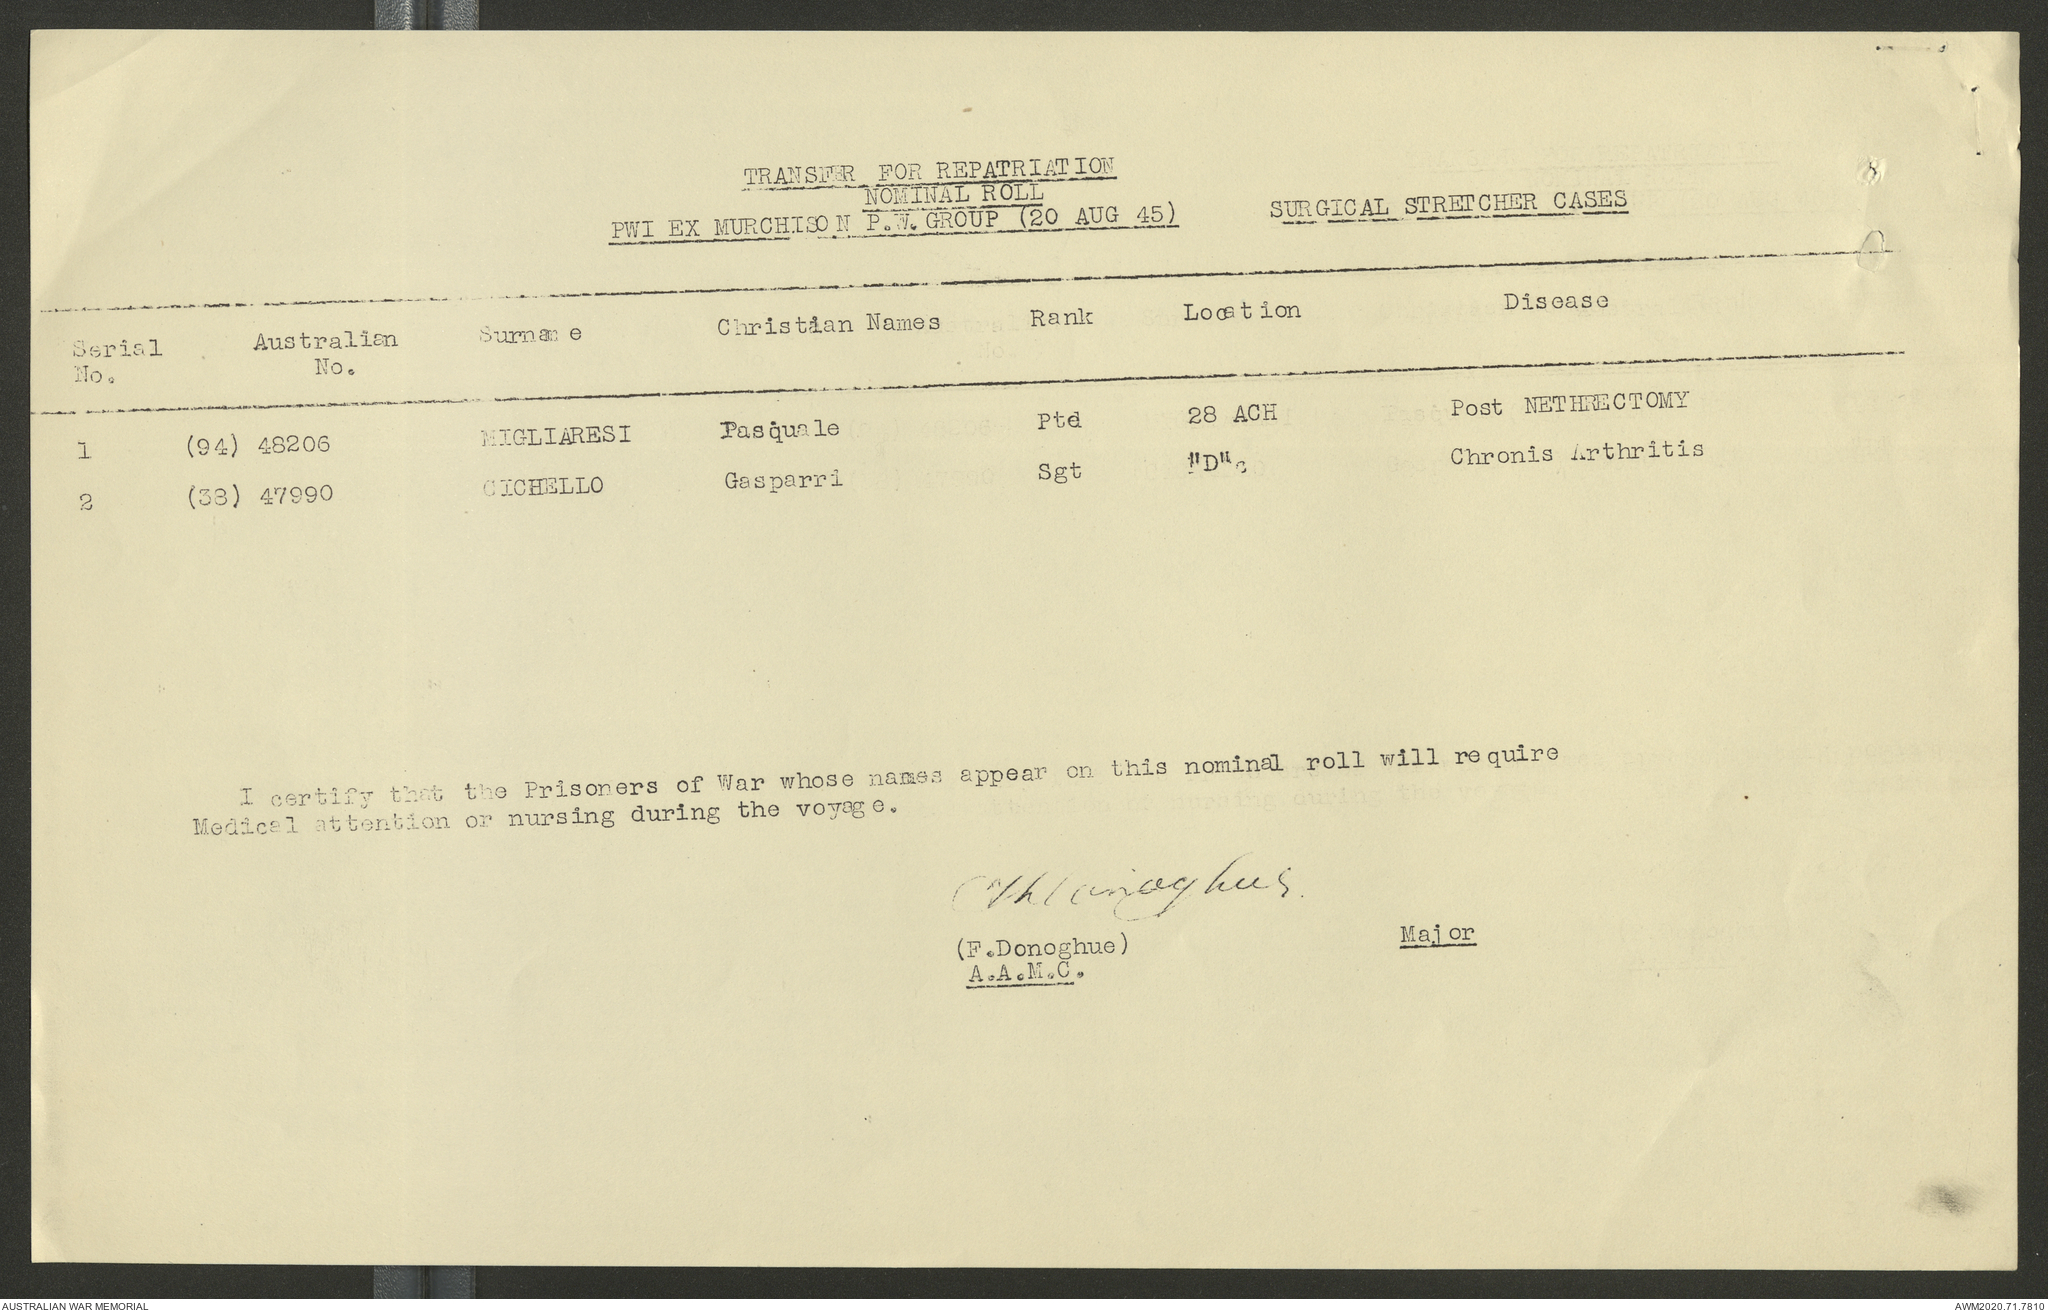 8
TRANSFER FOR REPATRIATION
NOMINAL ROLL
PWI EX MURCHISON P.W. GROUP (20 AUG 45) SURGICAL STRETCHER CASES
Serial No. Australian No. Surname Christian Names Rank Location Disease
1 (94) 48206 MIGLIARESI Pasquale Ptd 28 ACH Post NETHRECTOMY
2 (38) 47990 CICHELLO Gasparri Sgt "D"c Chronis Arthritis
I certify that the Prisoners of War whose names appear on this nominal roll will require
Medical attention or nursing during the voyage.
(F.Donoghue) Major
A.A.M.C.
AUSTRALIAN WAR MEMORIAL AWM2020.71.7810